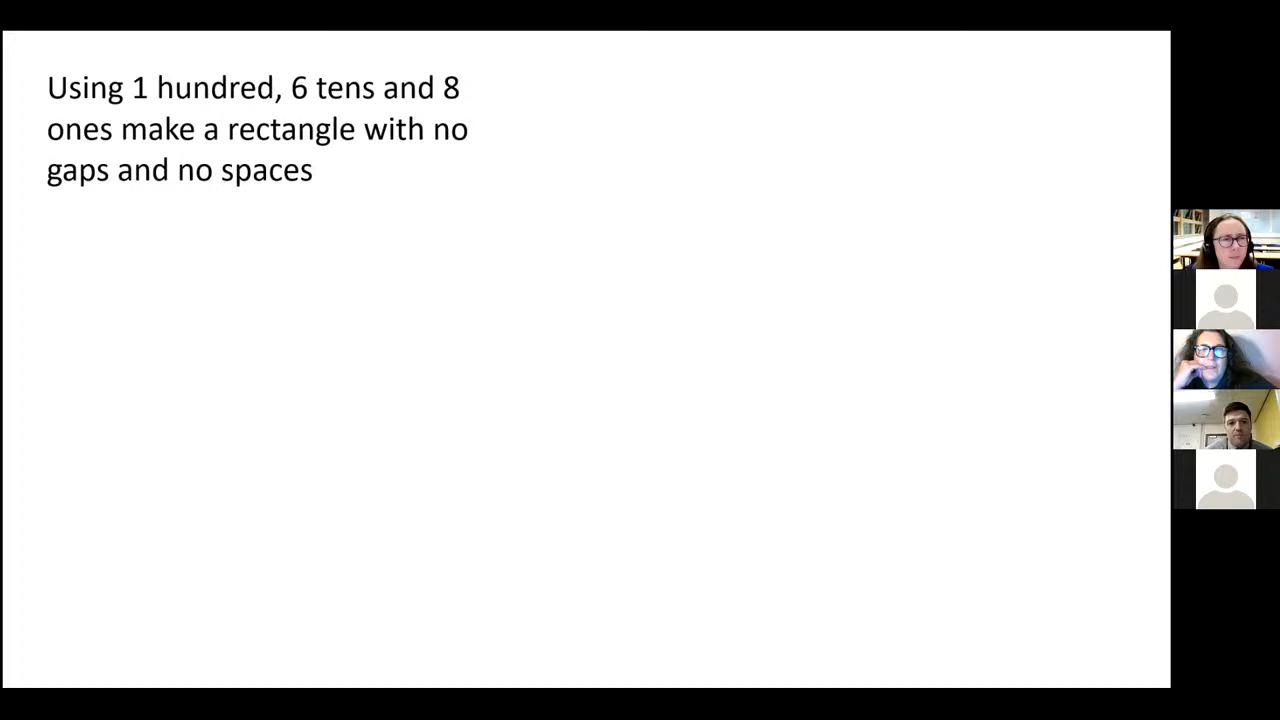 Using 1 hundred, 6 tens and 8
ones make a rectangle with no
gaps and no spaces